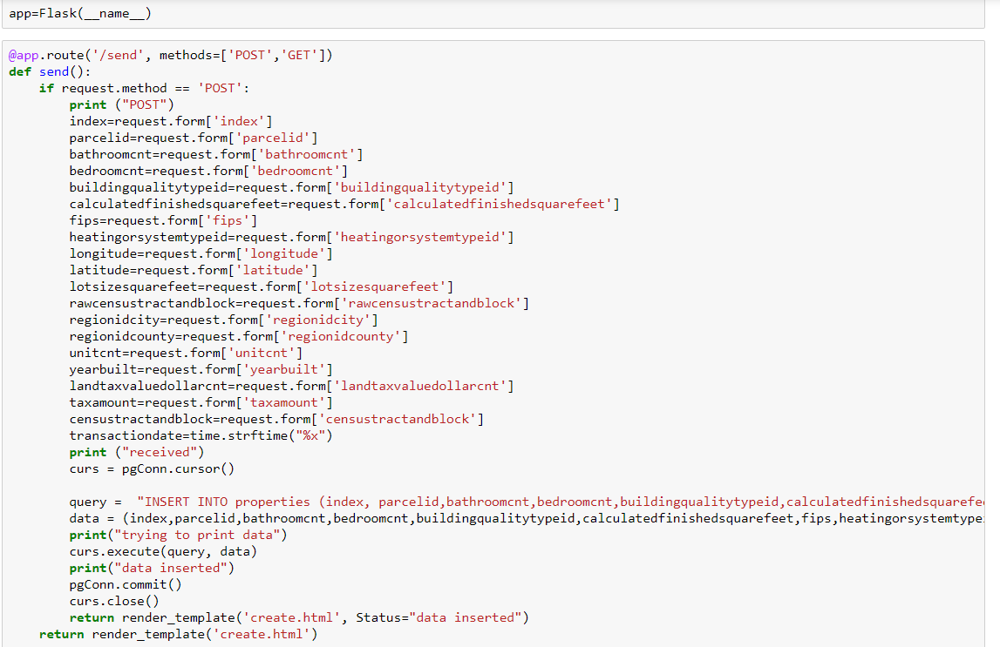 app=Flask(__name__)
@app.route('/send', methods=['POST','GET'])
def send():
    if request.method == 'POST':
        print ("POST")
        index=request.form['index']
        parcelid=request.form['parcelid']
        bathroomcnt=request.form['bathroomcnt']
        bedroomcnt=request.form['bedroomcnt']
        buildingqualitytypeid=request.form['buildingqualitytypeid']
        calculatedfinishedsquarefeet=request.form['calculatedfinishedsquarefeet']
        fips=request.form['fips']
        heatingorsystemtypeid=request.form['heatingorsystemtypeid']
        longitude=request.form['longitude']
        latitude=request.form['latitude']
        lotsizesquarefeet=request.form['lotsizesquarefeet']
        rawcensustractandblock=request.form['rawcensustractandblock']
        regionidcity=request.form['regionidcity']
        regionidcounty=request.form['regionidcounty']
        unitcnt=request.form['unitcnt']
        yearbuilt=request.form['yearbuilt']
        landtaxvaluedollarcnt=request.form['landtaxvaluedollarcnt']
        taxamount=request.form['taxamount']
        censustractandblock=request.form['censustractandblock']
        transactiondate=time.strftime("%x")
        print ("received")
        curs = pgConn.cursor()
        query =  "INSERT INTO properties (index, parcelid,bathroomcnt,bedroomcnt,buildingqualitytypeid,calculatedfinishedsquarefe
        data = (index,parcelid,bathroomcnt,bedroomcnt,buildingqualitytypeid,calculatedfinishedsquarefeet,fips,heatingorsystemtype
        print("trying to print data")
        curs.execute(query, data)
        print("data inserted")
        pgConn.commit()
        curs.close()
        return render_template('create.html', Status="data inserted")
    return render_template('create.html')